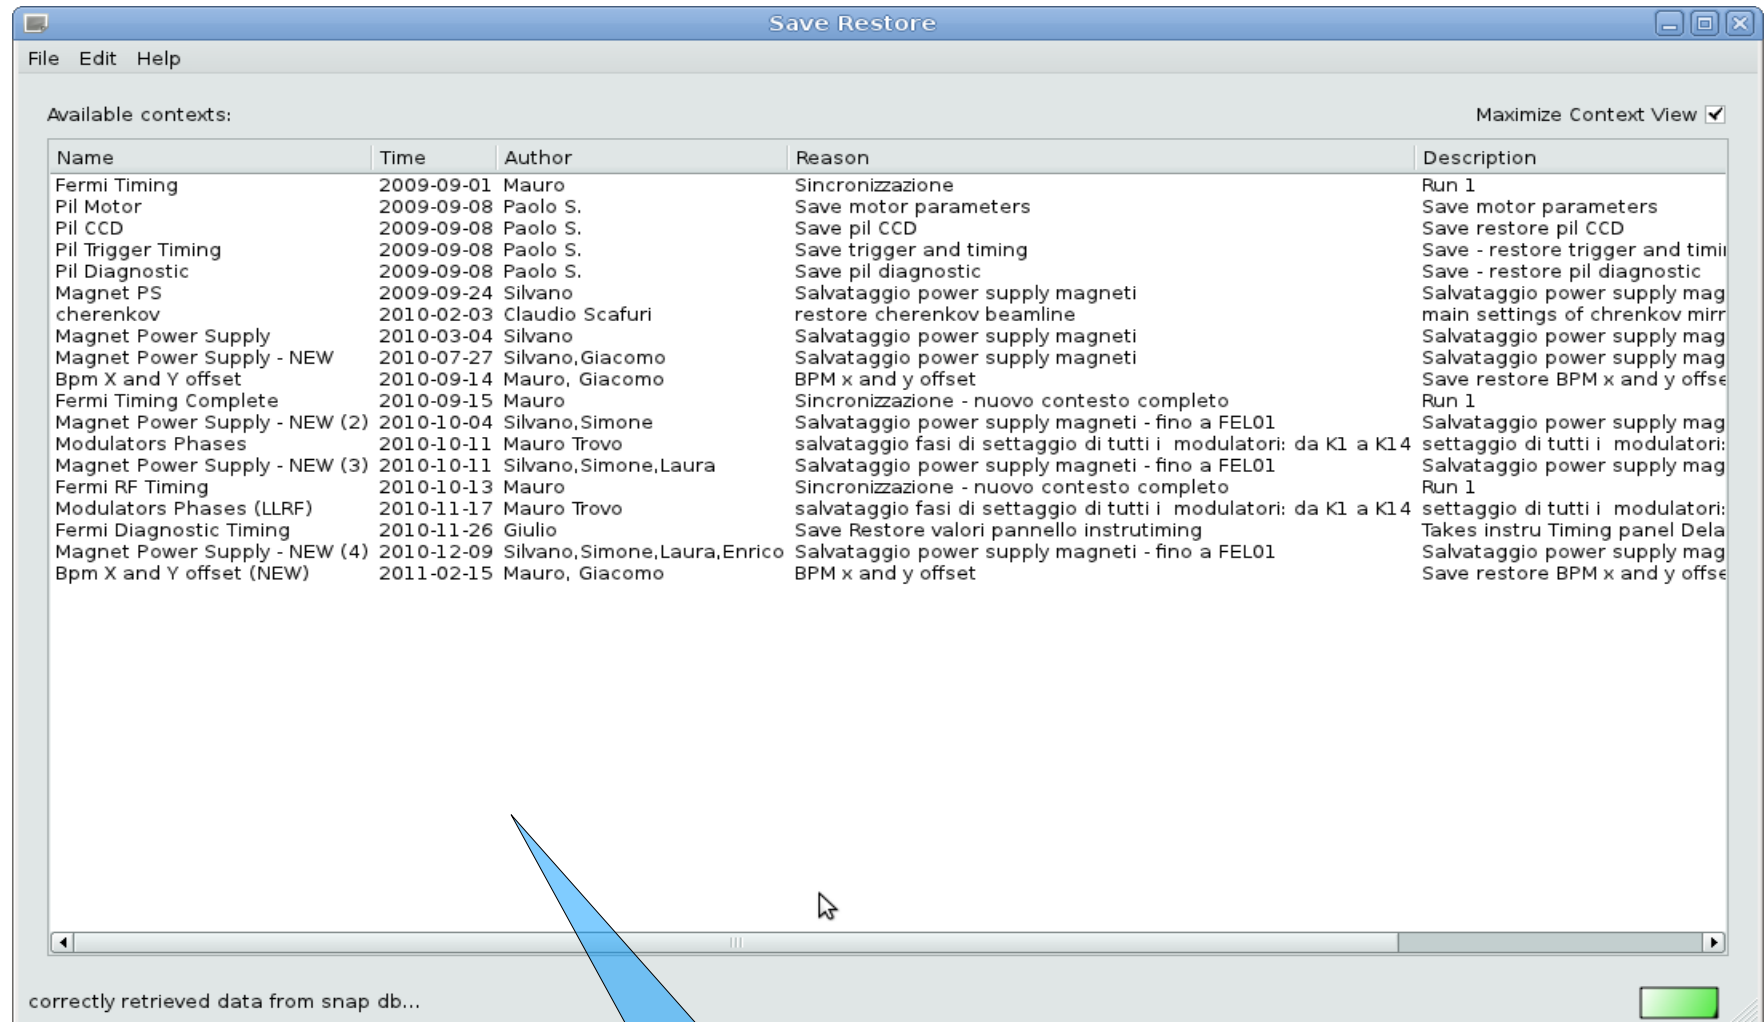 Save Restore
File Edit Help
Available contexts: Maximize Context View
Name Time Author Reason Description
Fermi Timing 2009-09-01 Mauro Sincronizzazione Run 1
Pil Motor 2009-09-08 Paolo S. Save motor parameters Save motor parameters
Pil CCD 2009-09-08 Paolo S. Save pil CCD Save restore pil CCD
Pil Trigger Timing 2009-09-08 Paolo S. Save trigger and timing Save - restore trigger and timi
Pil Diagnostic 2009-09-08 Paolo S. Save pil diagnostic Save - restore pil diagnostic
Magnet PS 2009-09-24 Silvano Salvataggio power supply magneti Salvataggio power supply mag
cherenkov 2010-02-03 Claudio Scafuri restore cherenkov beamline main settings of chrenkov mirr
Magnet Power Supply 2010-03-04 Silvano Salvataggio power supply magneti Salvataggio power supply mag
Magnet Power Supply - NEW 2010-07-27 Silvano,Giacomo Salvataggio power supply magneti Salvataggio power supply mag
Bpm X and Y offset 2010-09-14 Mauro, Giacomo BPM x and y offset Save restore BPM x and y offse
Fermi Timing Complete 2010-09-15 Mauro Sincronizzazione - nuovo contesto completo Run 1
Magnet Power Supply - NEW (2) 2010-10-04 Silvano,Simone Salvataggio power supply magneti - fino a FEL01 Salvataggio power supply mag
Modulators Phases 2010-10-11 Mauro Trovo salvataggio fasi di settaggio di tutti i modulatori: da K1 a K14 settaggio di tutti i modulatori:
Magnet Power Supply - NEW (3) 2010-10-11 Silvano,Simone,Laura Salvataggio power supply magneti - fino a FEL01 Salvataggio power supply mag
Fermi RF Timing 2010-10-13 Mauro Sincronizzazione - nuovo contesto completo Run 1
Modulators Phases (LLRF) 2010-11-17 Mauro Trovo salvataggio fasi di settaggio di tutti i modulatori: da K1 a K14 settaggio di tutti i modulatori:
Fermi Diagnostic Timing 2010-11-26 Giulio Save Restore valori pannello instrutiming Takes instru Timing panel Dela
Magnet Power Supply - NEW (4) 2010-12-09 Silvano,Simone,Laura,Enrico Salvataggio power supply magneti - fino a FEL01 Salvataggio power supply mag
Bpm X and Y offset (NEW) 2011-02-15 Mauro, Giacomo BPM x and y offset Save restore BPM x and y offse
correctly retrieved data from snap db...